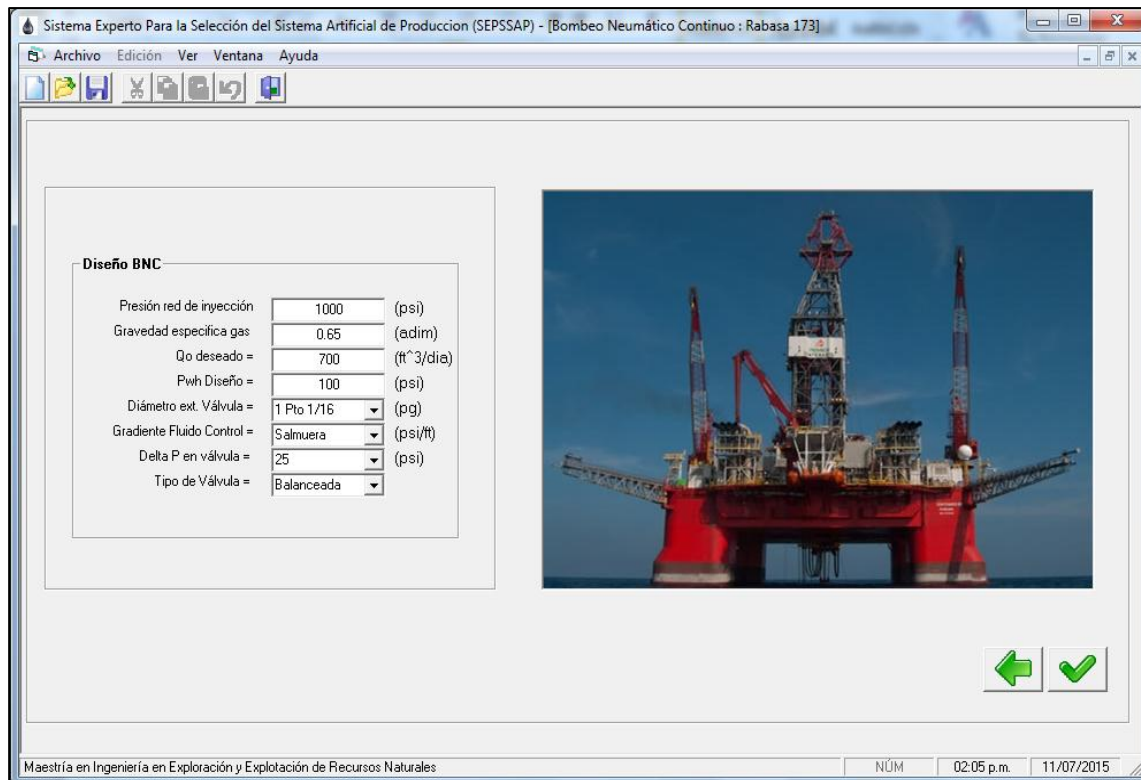 Sistema Experto Para la Selección del Sistema Artificial de Produccion (SEPSSAP) - [Bombeo Neumático Continuo : Rabasa 173]
Archivo Edición Ver Ventana Ayuda
Diseño BNC
Presión red de inyección 1000 (psi)
Gravedad especifica gas 0.65 (adim)
Qo deseado = 700 (ft^3/dia)
Pwh Diseño = 100 (psi)
Diámetro ext. Válvula = 1 Pto 1/16 (pg)
Gradiente Fluido Control = Salmuera (psi/ft)
Delta P en válvula = 25 (psi)
Tipo de Válvula = Balanceada
Maestría en Ingeniería en Exploración y Explotación de Recursos Naturales NÚM 02:05 p.m. 11/07/2015